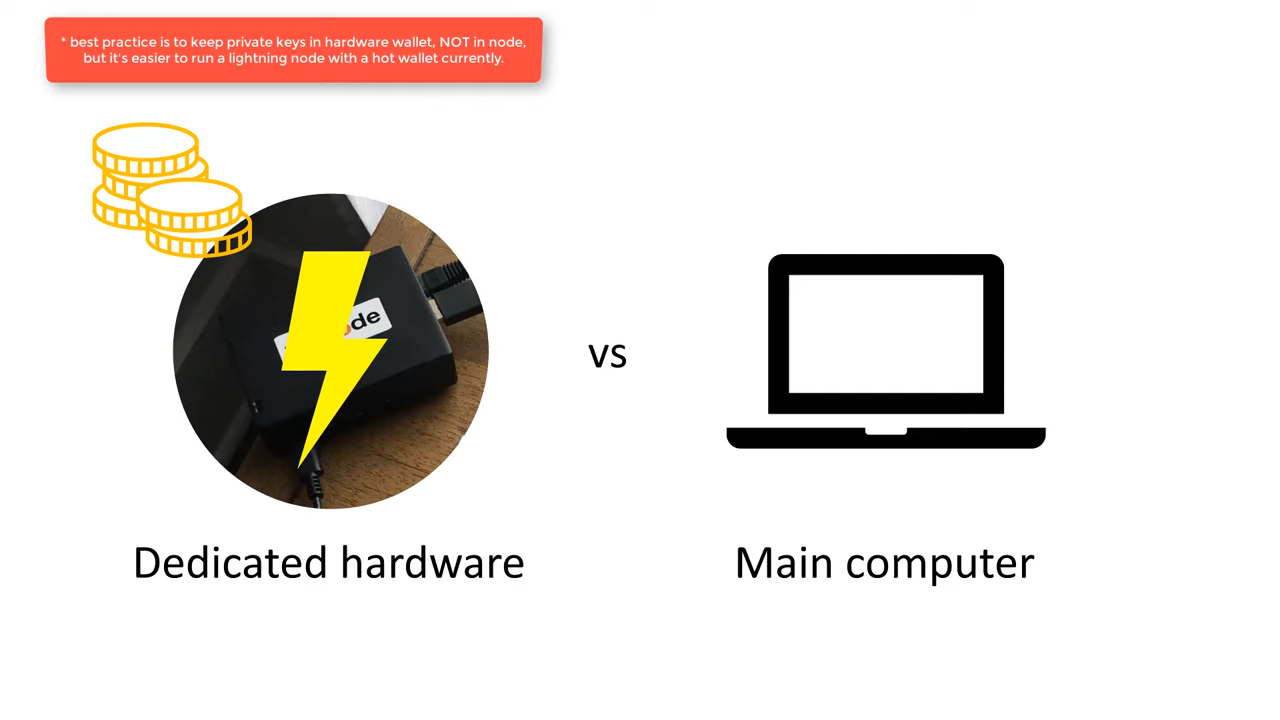 * best practice is to keep private keys in hardware wallet, NOT in node,
but it's easier to run a lightning node with a hot wallet currently.
vs
Dedicated hardware
Main computer